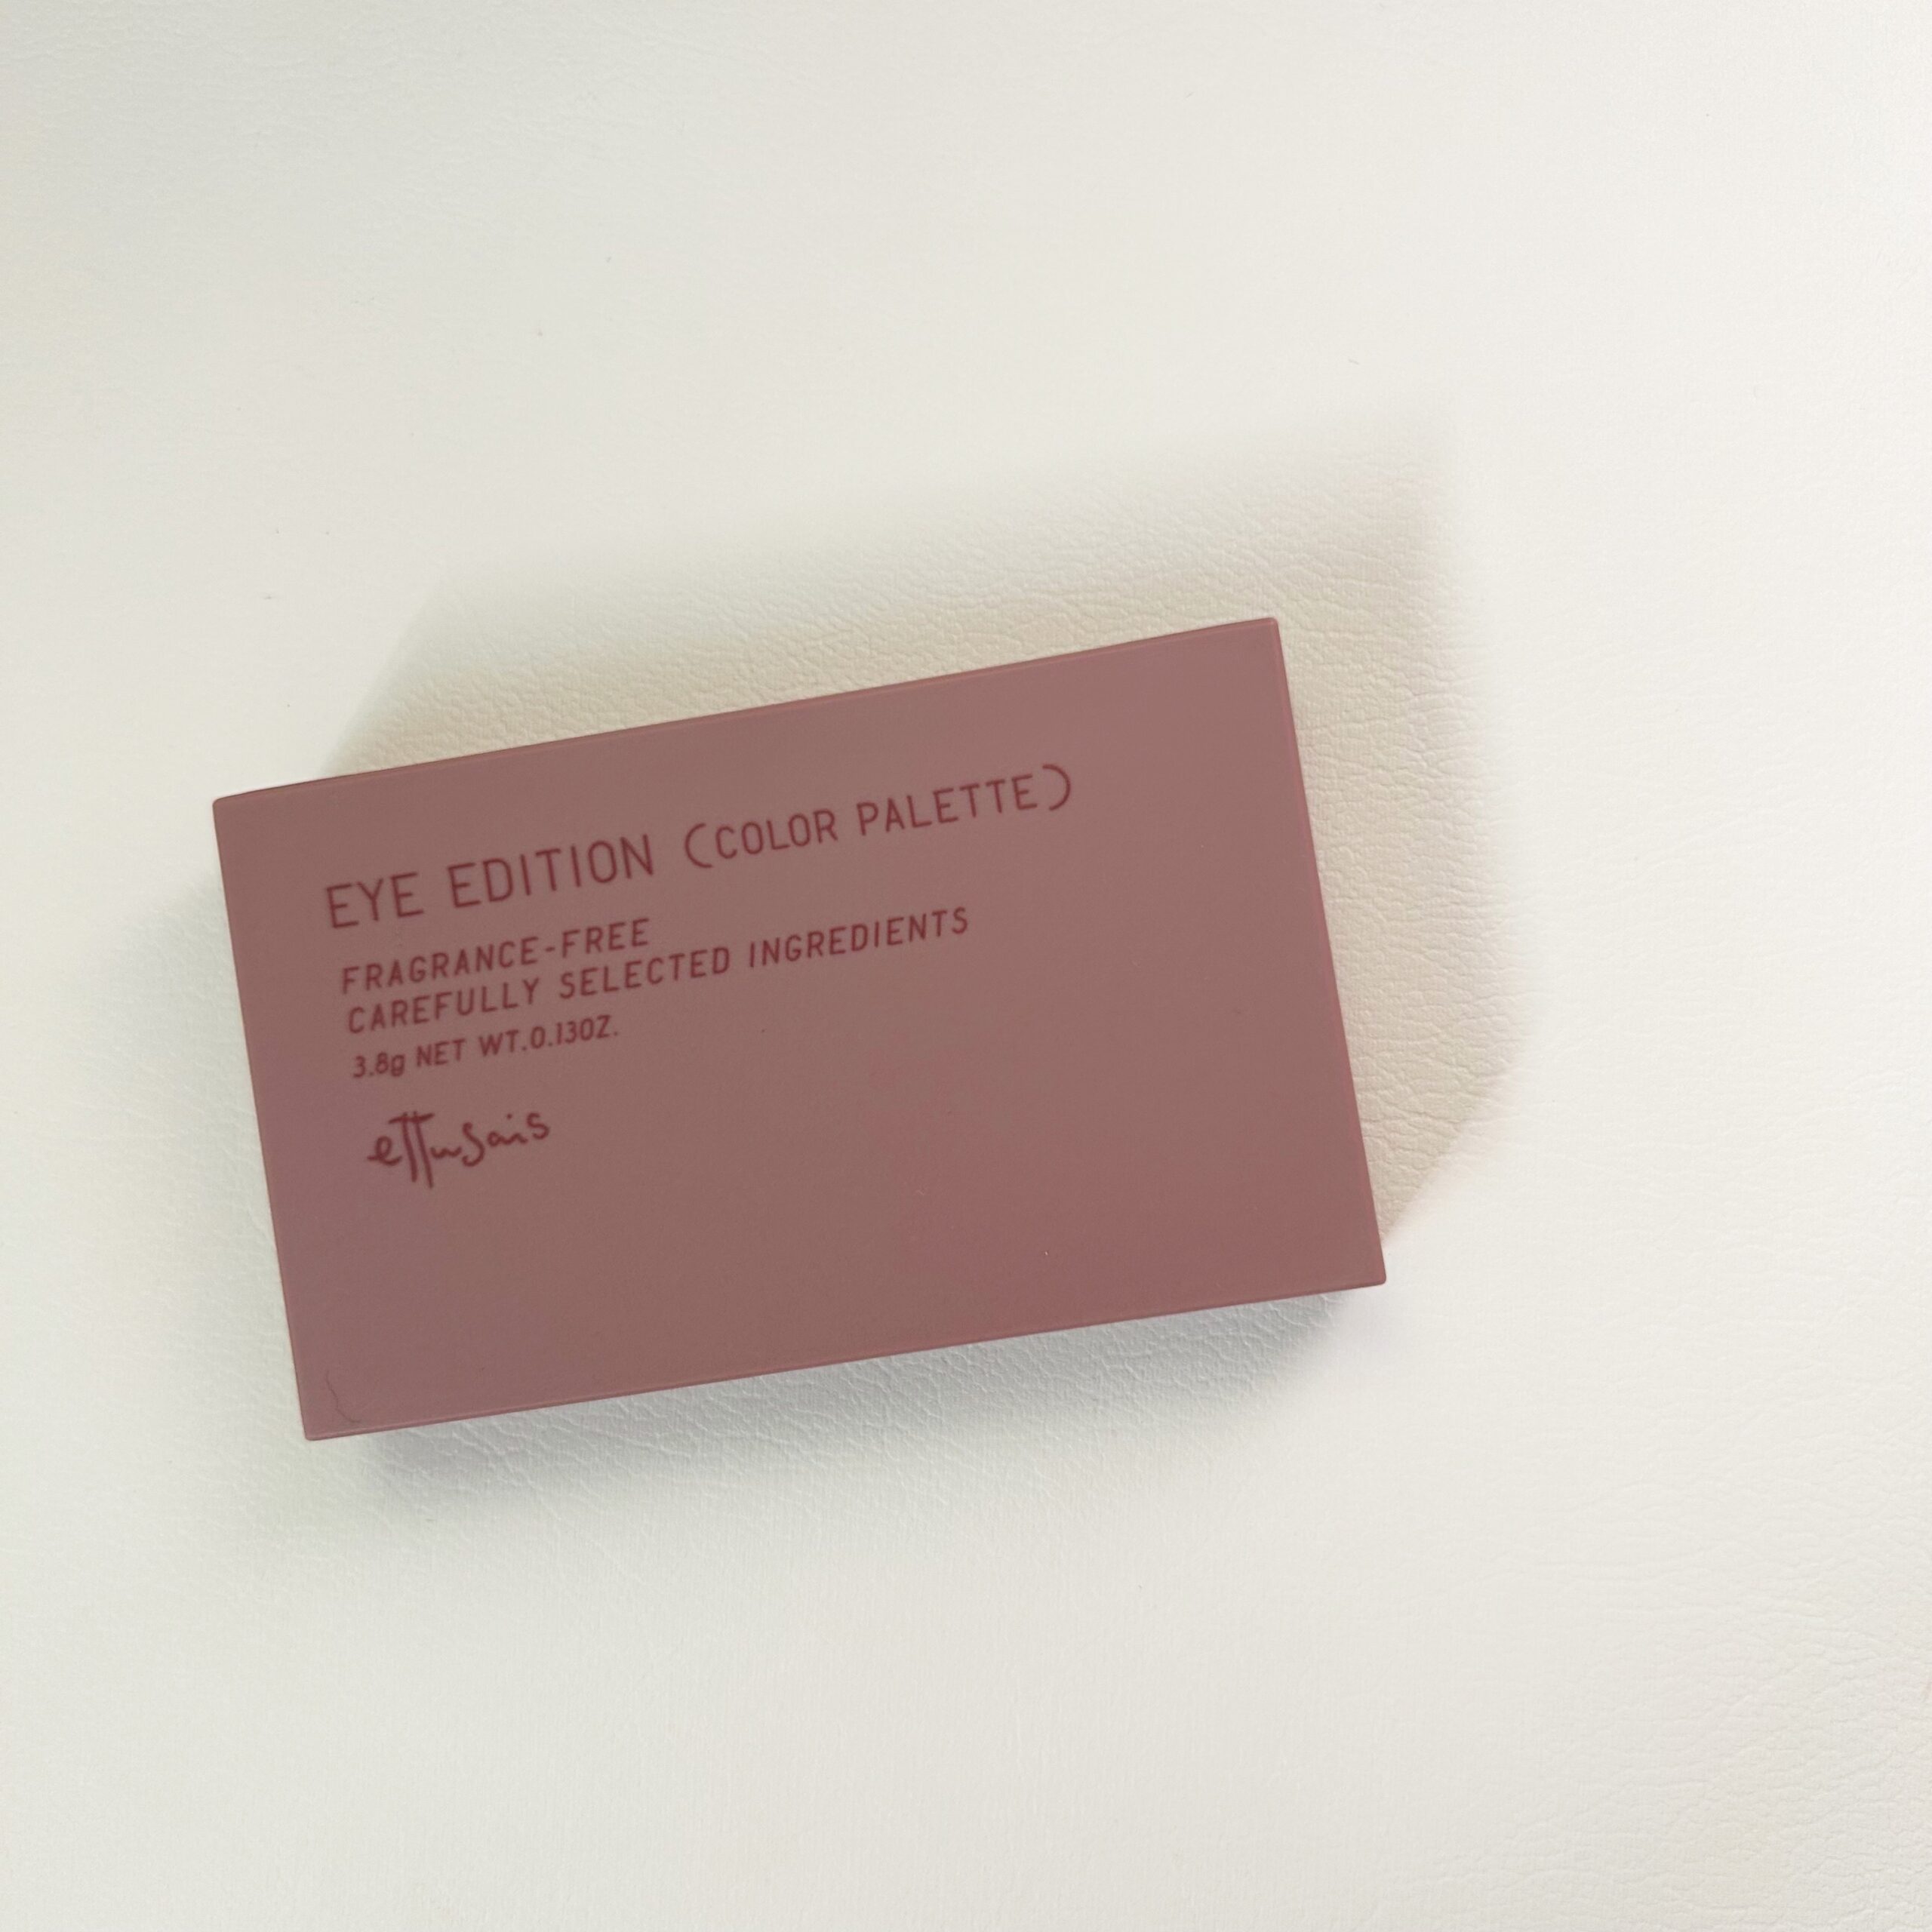 EYE EDITION (COLOR PALETTE)
FRAGRANCE-FREE
CAREFULLY SELECTED INGREDIENTS
3.8g NET WT.0.13OZ.
ettusais